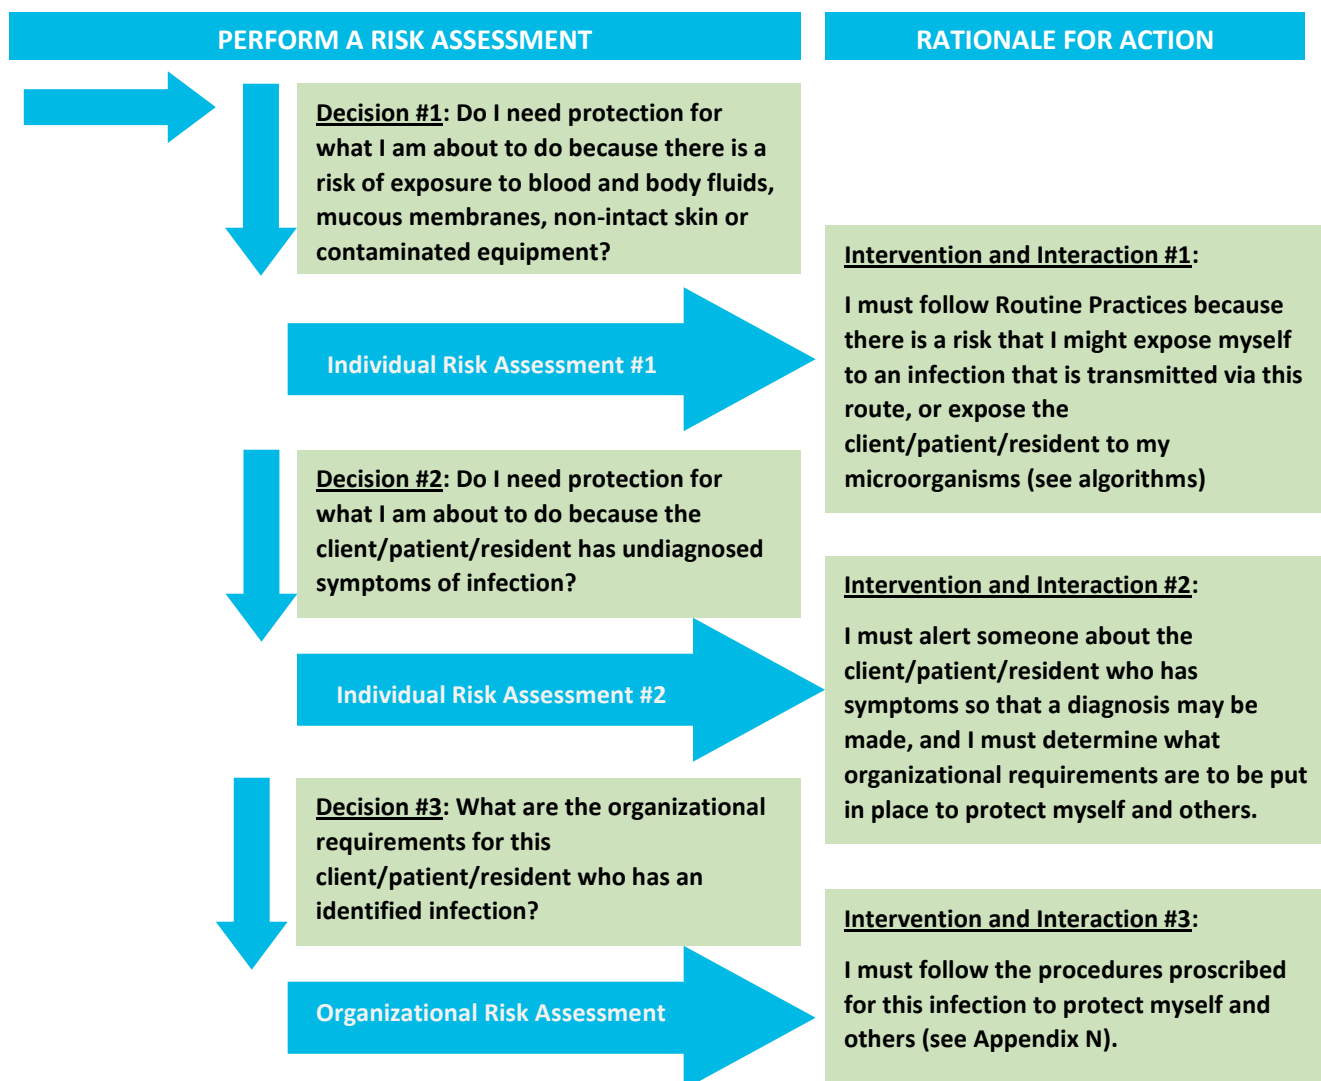 PERFORM A RISK ASSESSMENT
RATIONALE FOR ACTION
Decision #1: Do I need protection for
what I am about to do because there is a
risk of exposure to blood and body fluids,
mucous membranes, non-intact skin or
contaminated equipment?
Individual Risk Assessment #1
Intervention and Interaction #1:
I must follow Routine Practices because
there is a risk that I might expose myself
to an infection that is transmitted via this
route, or expose the
client/patient/resident to my
microorganisms (see algorithms)
Decision #2: Do I need protection for
what I am about to do because the
client/patient/resident has undiagnosed
symptoms of infection?
Individual Risk Assessment #2
Intervention and Interaction #2:
I must alert someone about the
client/patient/resident who has
symptoms so that a diagnosis may be
made, and I must determine what
organizational requirements are to be put
in place to protect myself and others.
Decision #3: What are the organizational
requirements for this
client/patient/resident who has an
identified infection?
Organizational Risk Assessment
Intervention and Interaction #3:
I must follow the procedures proscribed
for this infection to protect myself and
others (see Appendix N).